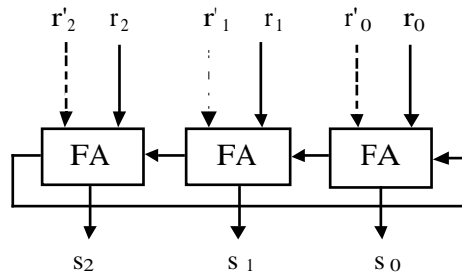 r'₂ r₂ r'₁ r₁ r'₀ r₀
FA FA FA
s₂ s₁ s₀